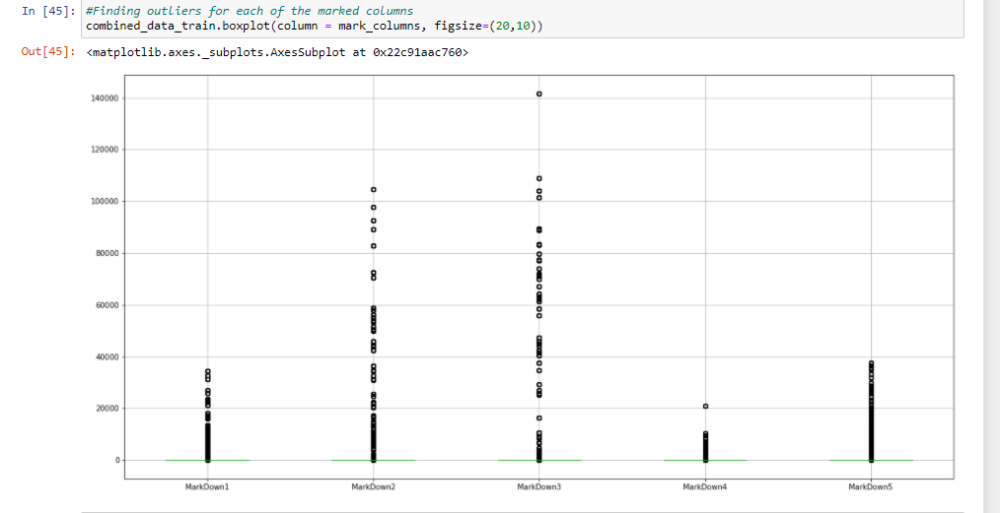 In [45]: #Finding outliers for each of the marked columns
combined_data_train.boxplot(column = mark_columns, figsize=(20,10))
Out[45]: <matplotlib.axes._subplots.AxesSubplot at 0x22c91aac760>
140000
120000
100000
80000
60000
40000
20000
0
MarkDown1 MarkDown2 MarkDown3 MarkDown4 MarkDown5